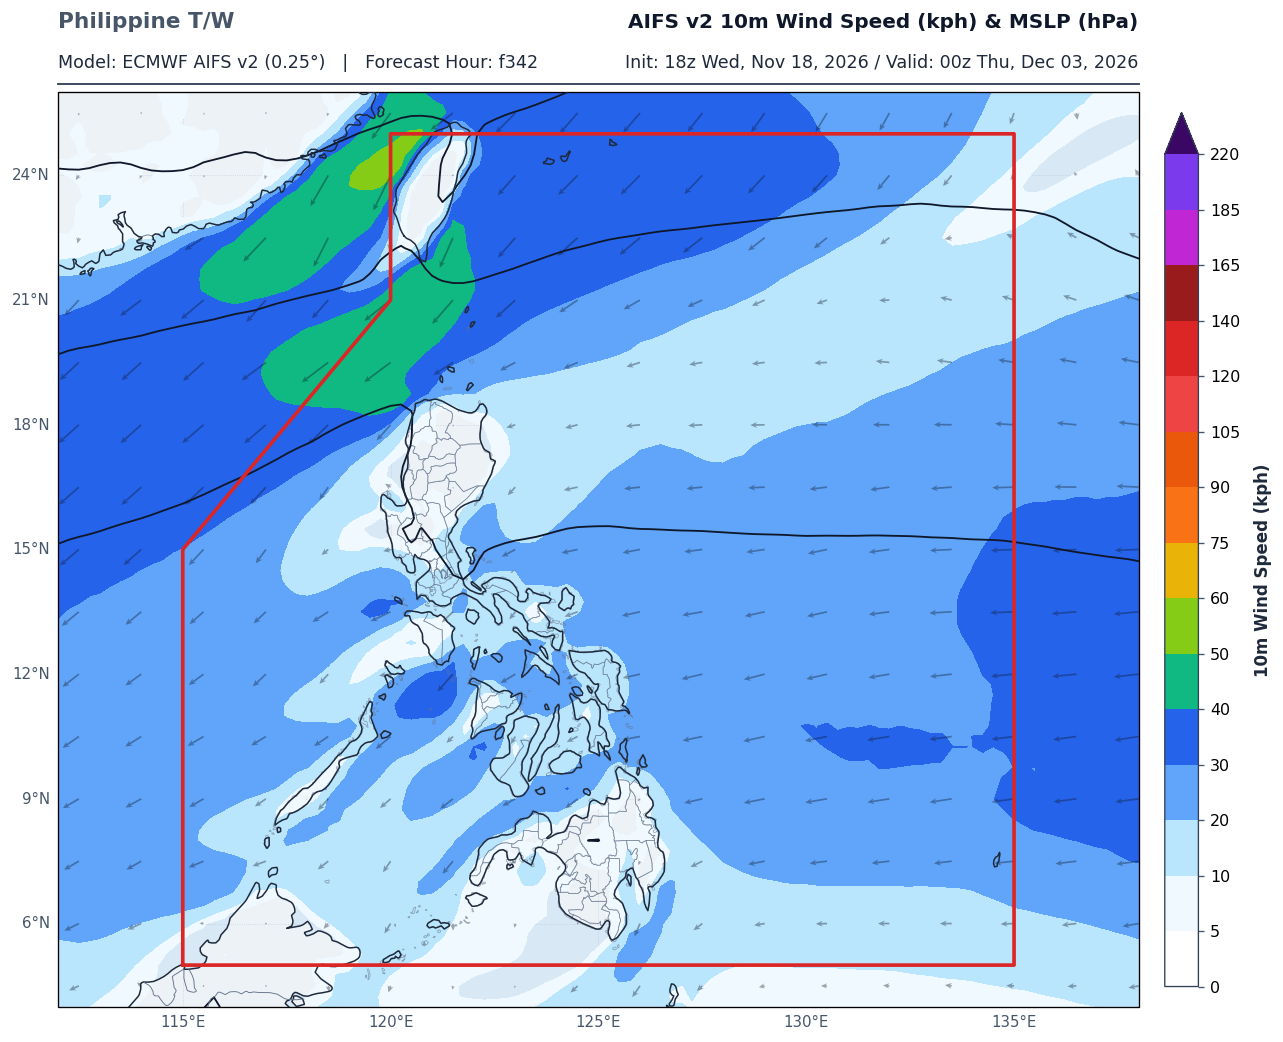 Philippine T/W
AIFS v2 10m Wind Speed (kph) & MSLP (hPa)
Model: ECMWF AIFS v2 (0.25°) | Forecast Hour: f342
Init: 18z Wed, Nov 18, 2026 / Valid: 00z Thu, Dec 03, 2026
24°N
21°N
18°N
15°N
12°N
9°N
6°N
115°E
120°E
125°E
130°E
135°E
220
185
165
140
120
105
90
75
60
50
40
30
20
10
5
0
10m Wind Speed (kph)